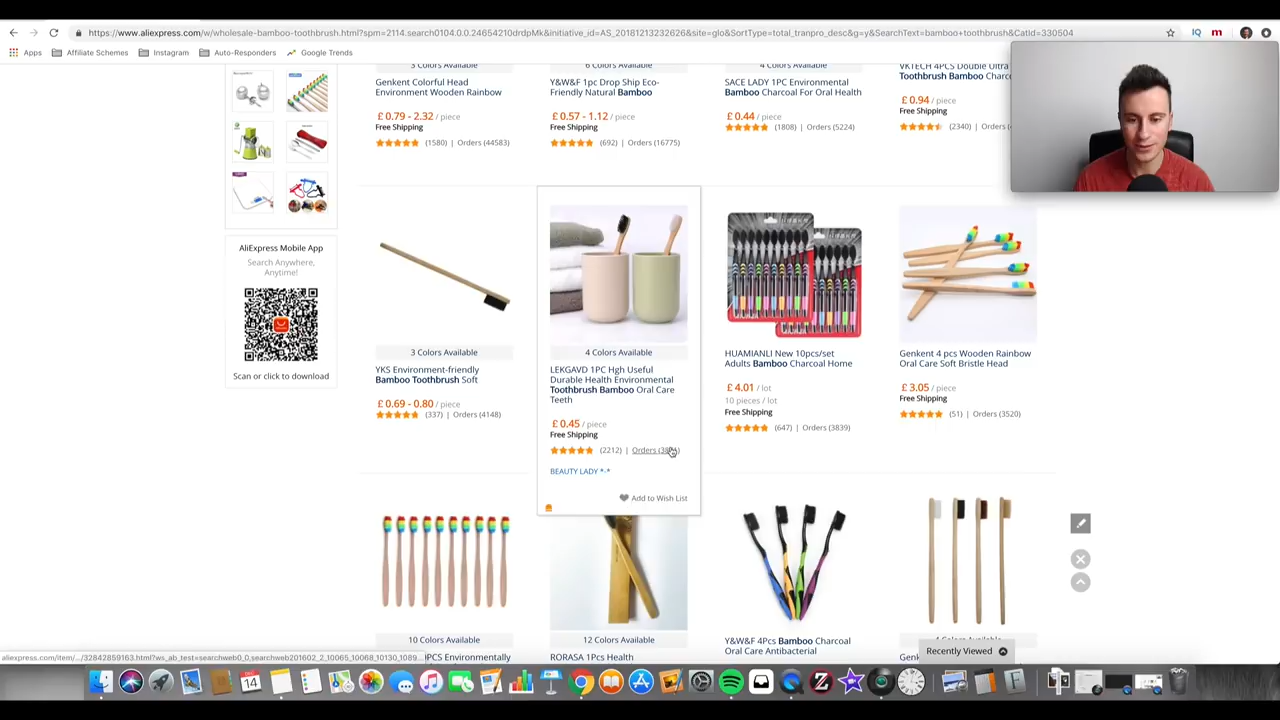 https://www.aliexpress.com/w/wholesale-bamboo-toothbrush.html?spm=2114.search0104.0.0.24654210drdpMk&initiative_id=AS_20181213232626&site=glo&SortType=total_tranpro_desc&g=y&SearchText=bamboo+toothbrush&CatId=330504
Apps Affiliate Schemes Instagram Auto-Responders Google Trends
3 Colors Available
Genkent Colorful Head
Environment Wooden Rainbow
£ 0.79 - 2.32 / piece
Free Shipping
(1580) | Orders (44583)
6 Colors Available
Y&W&F 1pc Drop Ship Eco-
Friendly Natural Bamboo
£ 0.57 - 1.12 / piece
Free Shipping
(692) | Orders (16775)
4 Colors Available
SACE LADY 1PC Environmental
Bamboo Charcoal For Oral Health
£ 0.44 / piece
(1808) | Orders (5224)
VKTECH 4PCS Double Ultra
Toothbrush Bamboo
£ 0.94 / piece
Free Shipping
(2340) | Orders
AliExpress Mobile App
Search Anywhere,
Anytime!
Scan or click to download
3 Colors Available
YKS Environment-friendly
Bamboo Toothbrush Soft
£ 0.69 - 0.80 / piece
(337) | Orders (4148)
4 Colors Available
LEKGAVD 1PC Hgh Useful
Durable Health Environmental
Toothbrush Bamboo Oral Care
Teeth
£ 0.45 / piece
Free Shipping
(2212) | Orders
BEAUTY LADY *-*
Add to Wish List
HUAMIANLI New 10pcs/set
Adults Bamboo Charcoal Home
£ 4.01 / lot
10 pieces / lot
Free Shipping
(647) | Orders (3839)
Genkent 4 pcs Wooden Rainbow
Oral Care Soft Bristle Head
£ 3.05 / piece
Free Shipping
(51) | Orders (3520)
10 Colors Available
Environmentally
12 Colors Available
RORASA 1Pcs Health
Y&W&F 4Pcs Bamboo Charcoal
Oral Care Antibacterial
4 Colors Available
Recently Viewed
aliexpress.com/item/.../32842859163.html?ws_ab_test=searchweb0_0,searchweb201602_2_10065_10068_10130_1089...
DEC
14